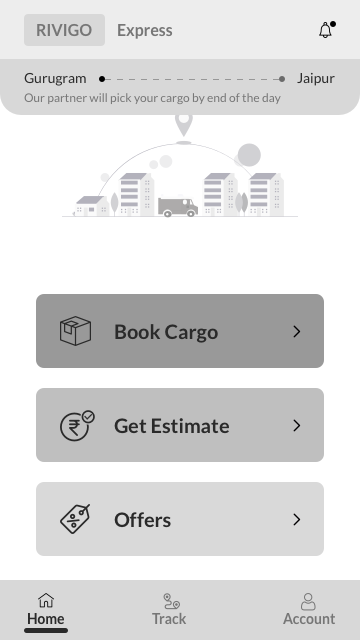 RIVIGO Express
Gurugram Jaipur
Our partner will pick your cargo by end of the day
Book Cargo
Get Estimate
Offers
Home Track Account